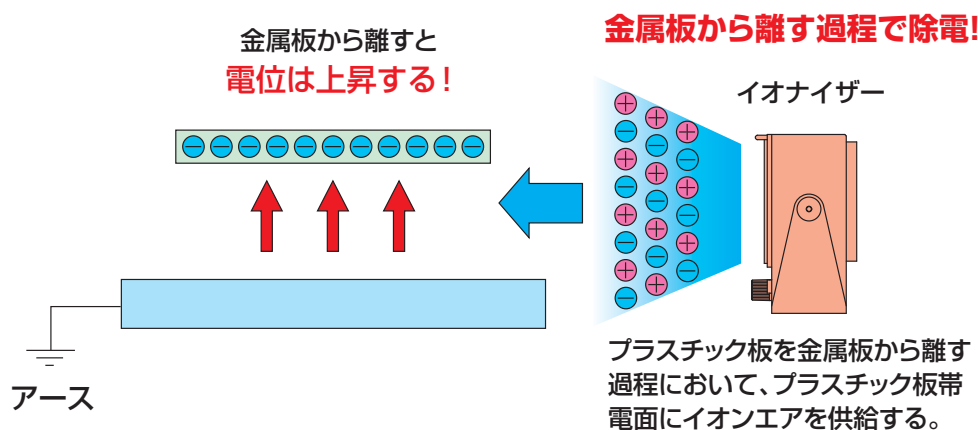 金属板から離すと
電位は上昇する!
金属板から離す過程で除電!
イオナイザー
アース
プラスチック板を金属板から離す
過程において、プラスチック板帯
電面にイオンエアを供給する。